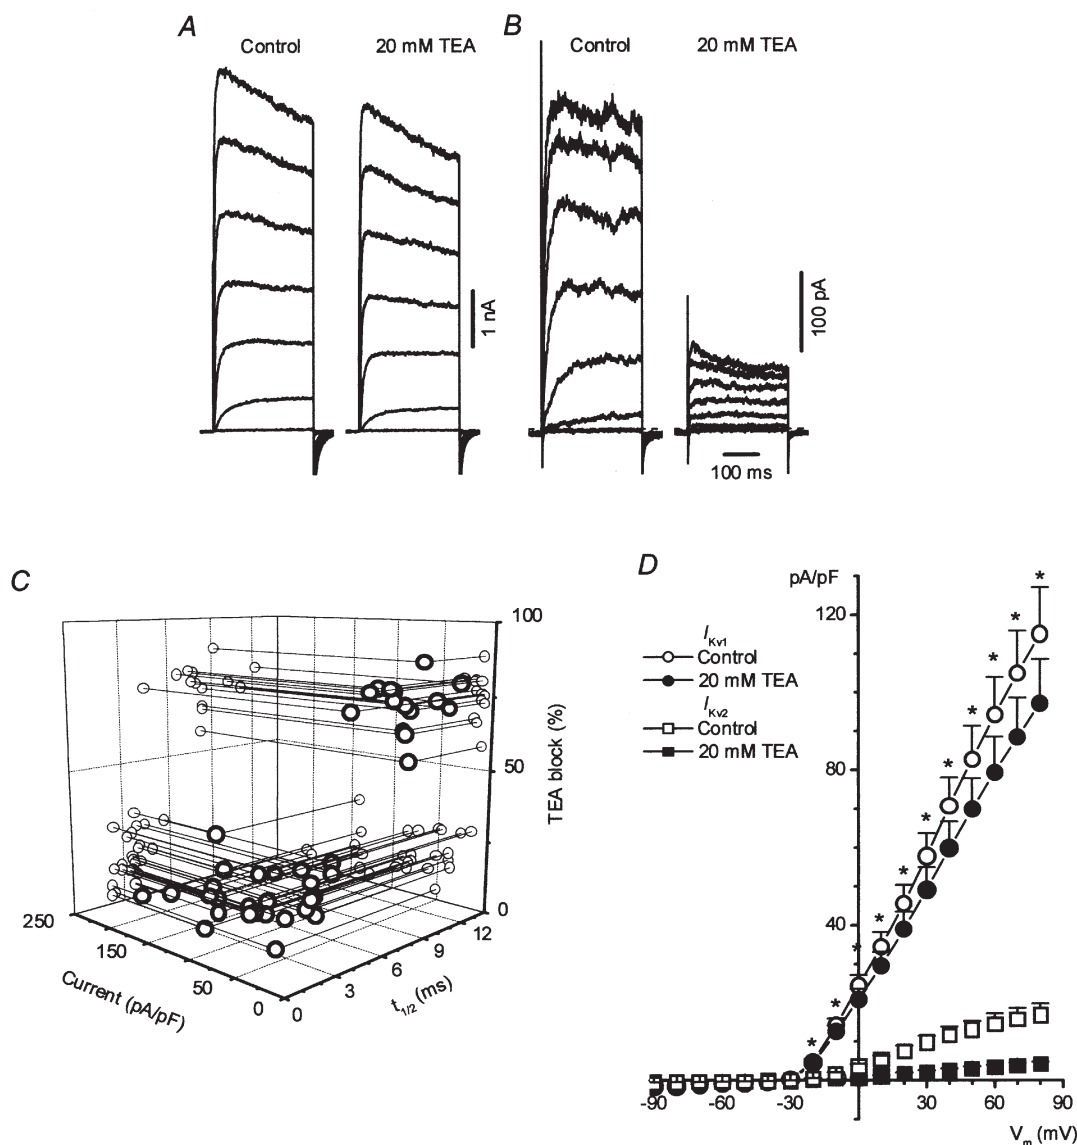 A
Control
20 mM TEA
B
Control
20 mM TEA
1 nA
100 pA
100 ms
C
100
50
0
TEA block (%)
250
150
50
0
Current (pA/pF)
0
3
6
9
12
t1/2 (ms)
D
pA/pF
120
80
40
IKv1
Control
20 mM TEA
IKv2
Control
20 mM TEA
* * * * * * * * * * *
-90
-60
-30
30
60
90
Vm (mV)